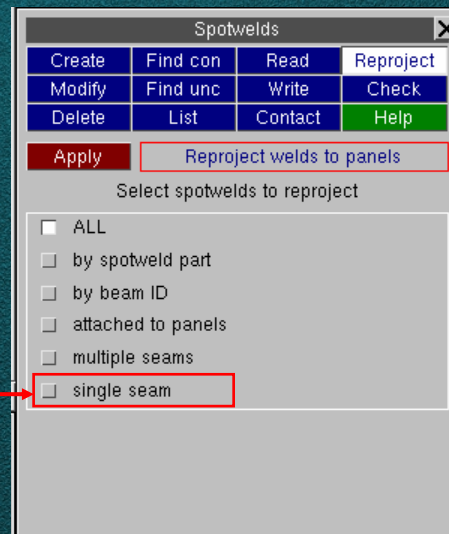 Spotwelds
Create Find con Read Reproject
Modify Find unc Write Check
Delete List Contact Help
Apply Reproject welds to panels
Select spotwelds to reproject
ALL
by spotweld part
by beam ID
attached to panels
multiple seams
single seam